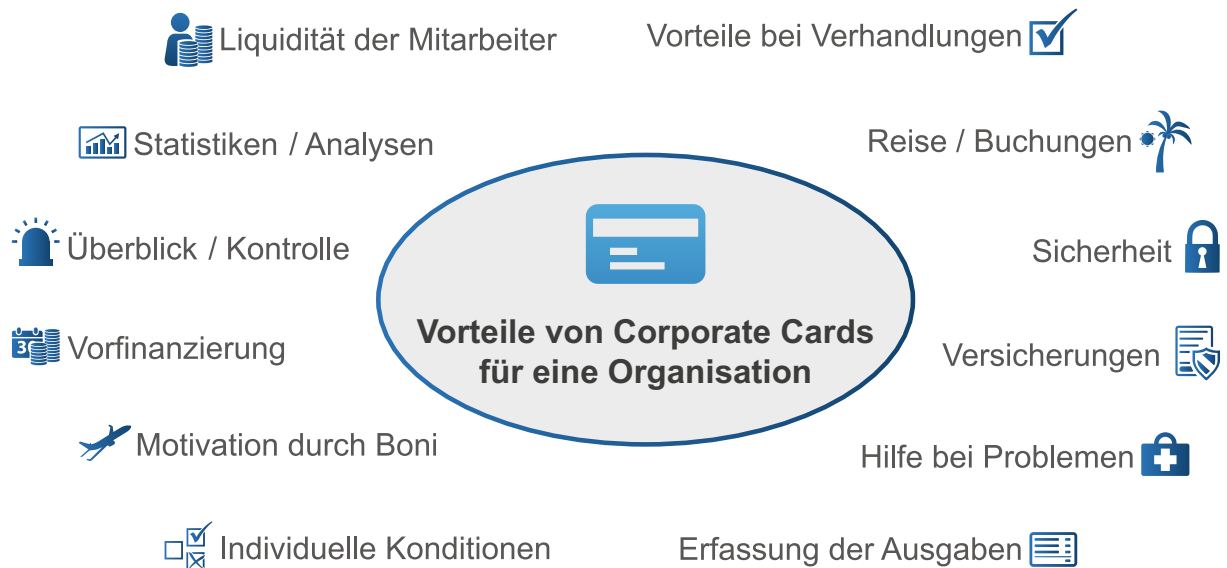 Liquidität der Mitarbeiter
Vorteile bei Verhandlungen
Statistiken / Analysen
Reise / Buchungen
Überblick / Kontrolle
Sicherheit
Vorteile von Corporate Cards
für eine Organisation
Vorfinanzierung
Versicherungen
Motivation durch Boni
Hilfe bei Problemen
Individuelle Konditionen
Erfassung der Ausgaben